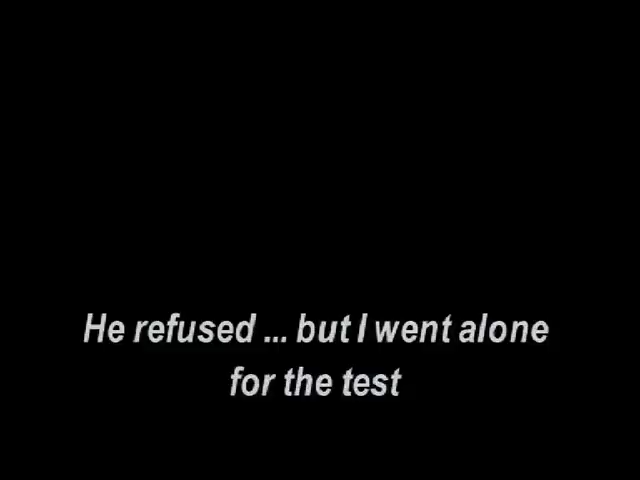 He refused ... but I went alone
for the test